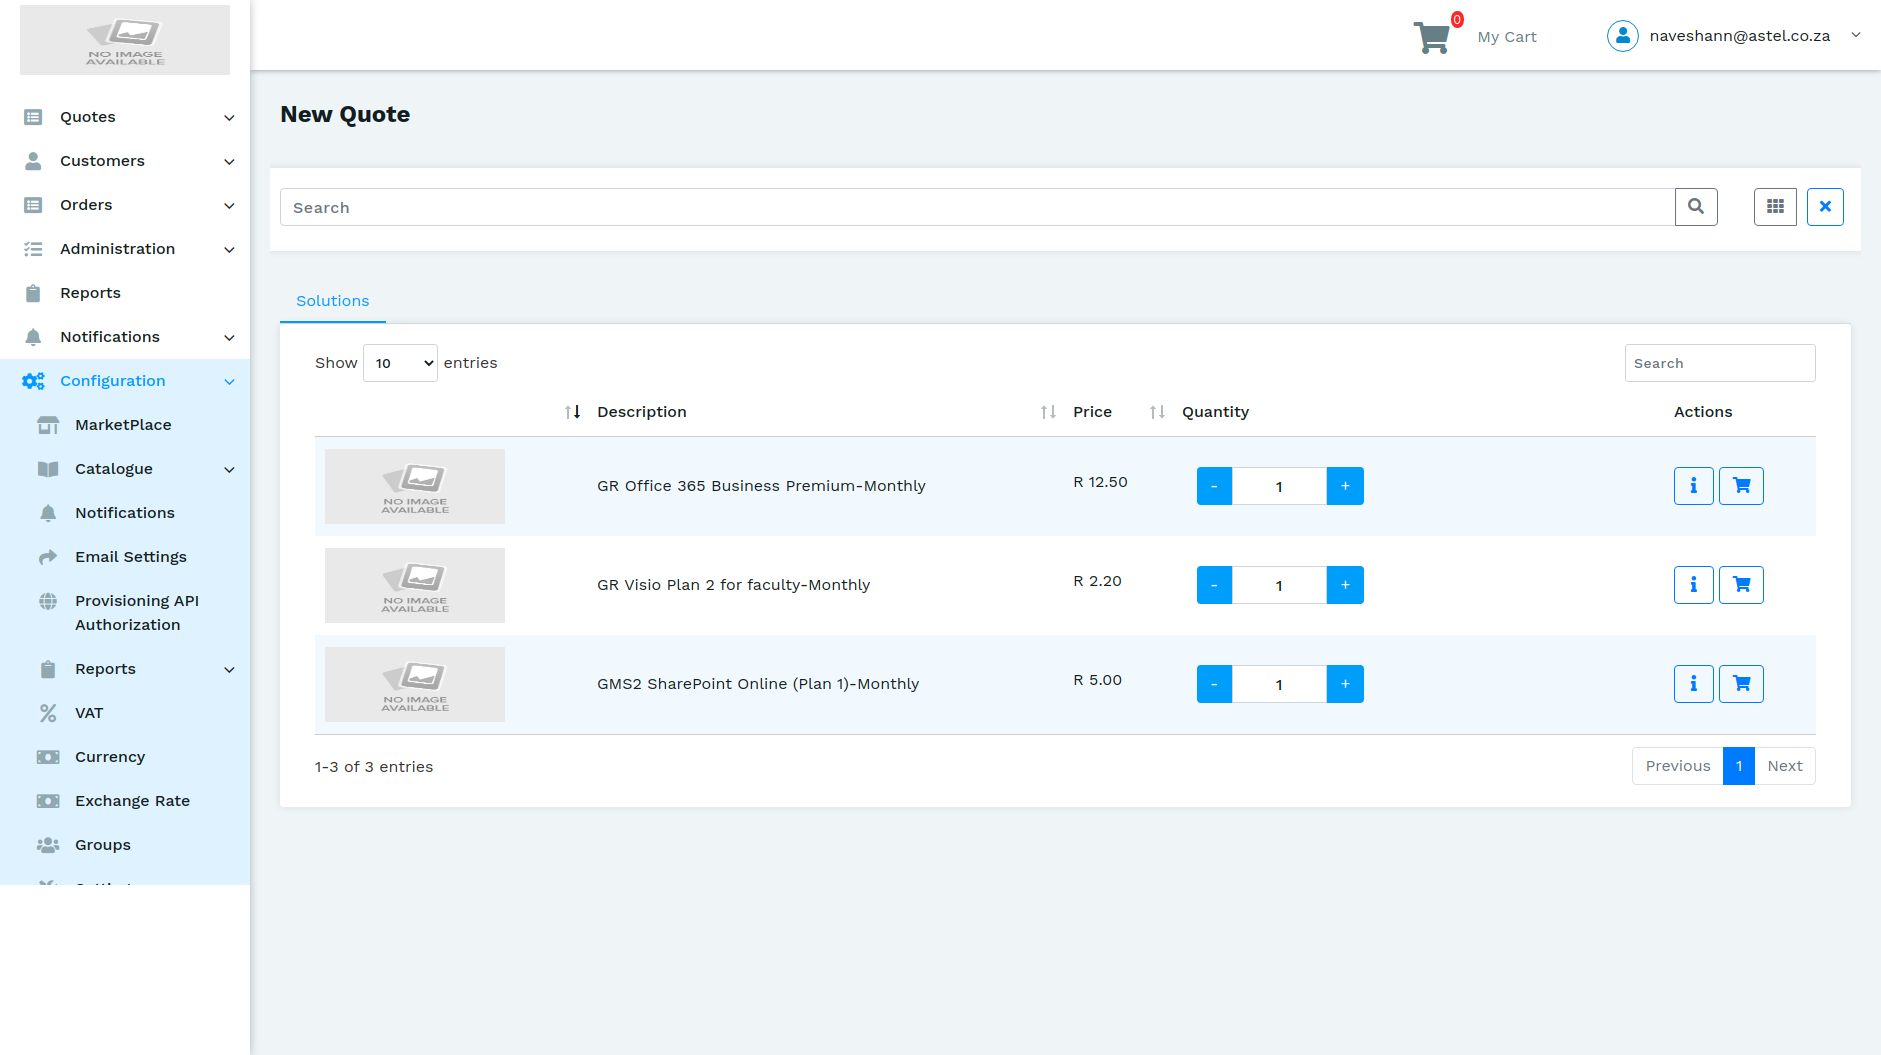 NO IMAGE
AVAILABLE
0
My Cart
naveshann@astel.co.za
Quotes
Customers
Orders
Administration
Reports
Notifications
Configuration
MarketPlace
Catalogue
Notifications
Email Settings
Provisioning API
Authorization
Reports
VAT
Currency
Exchange Rate
Groups
New Quote
Search
Solutions
Show 10 entries
Search
Description Price Quantity Actions
NO IMAGE
AVAILABLE
GR Office 365 Business Premium-Monthly R 12.50 - 1 +
NO IMAGE
AVAILABLE
GR Visio Plan 2 for faculty-Monthly R 2.20 - 1 +
NO IMAGE
AVAILABLE
GMS2 SharePoint Online (Plan 1)-Monthly R 5.00 - 1 +
1-3 of 3 entries
Previous 1 Next